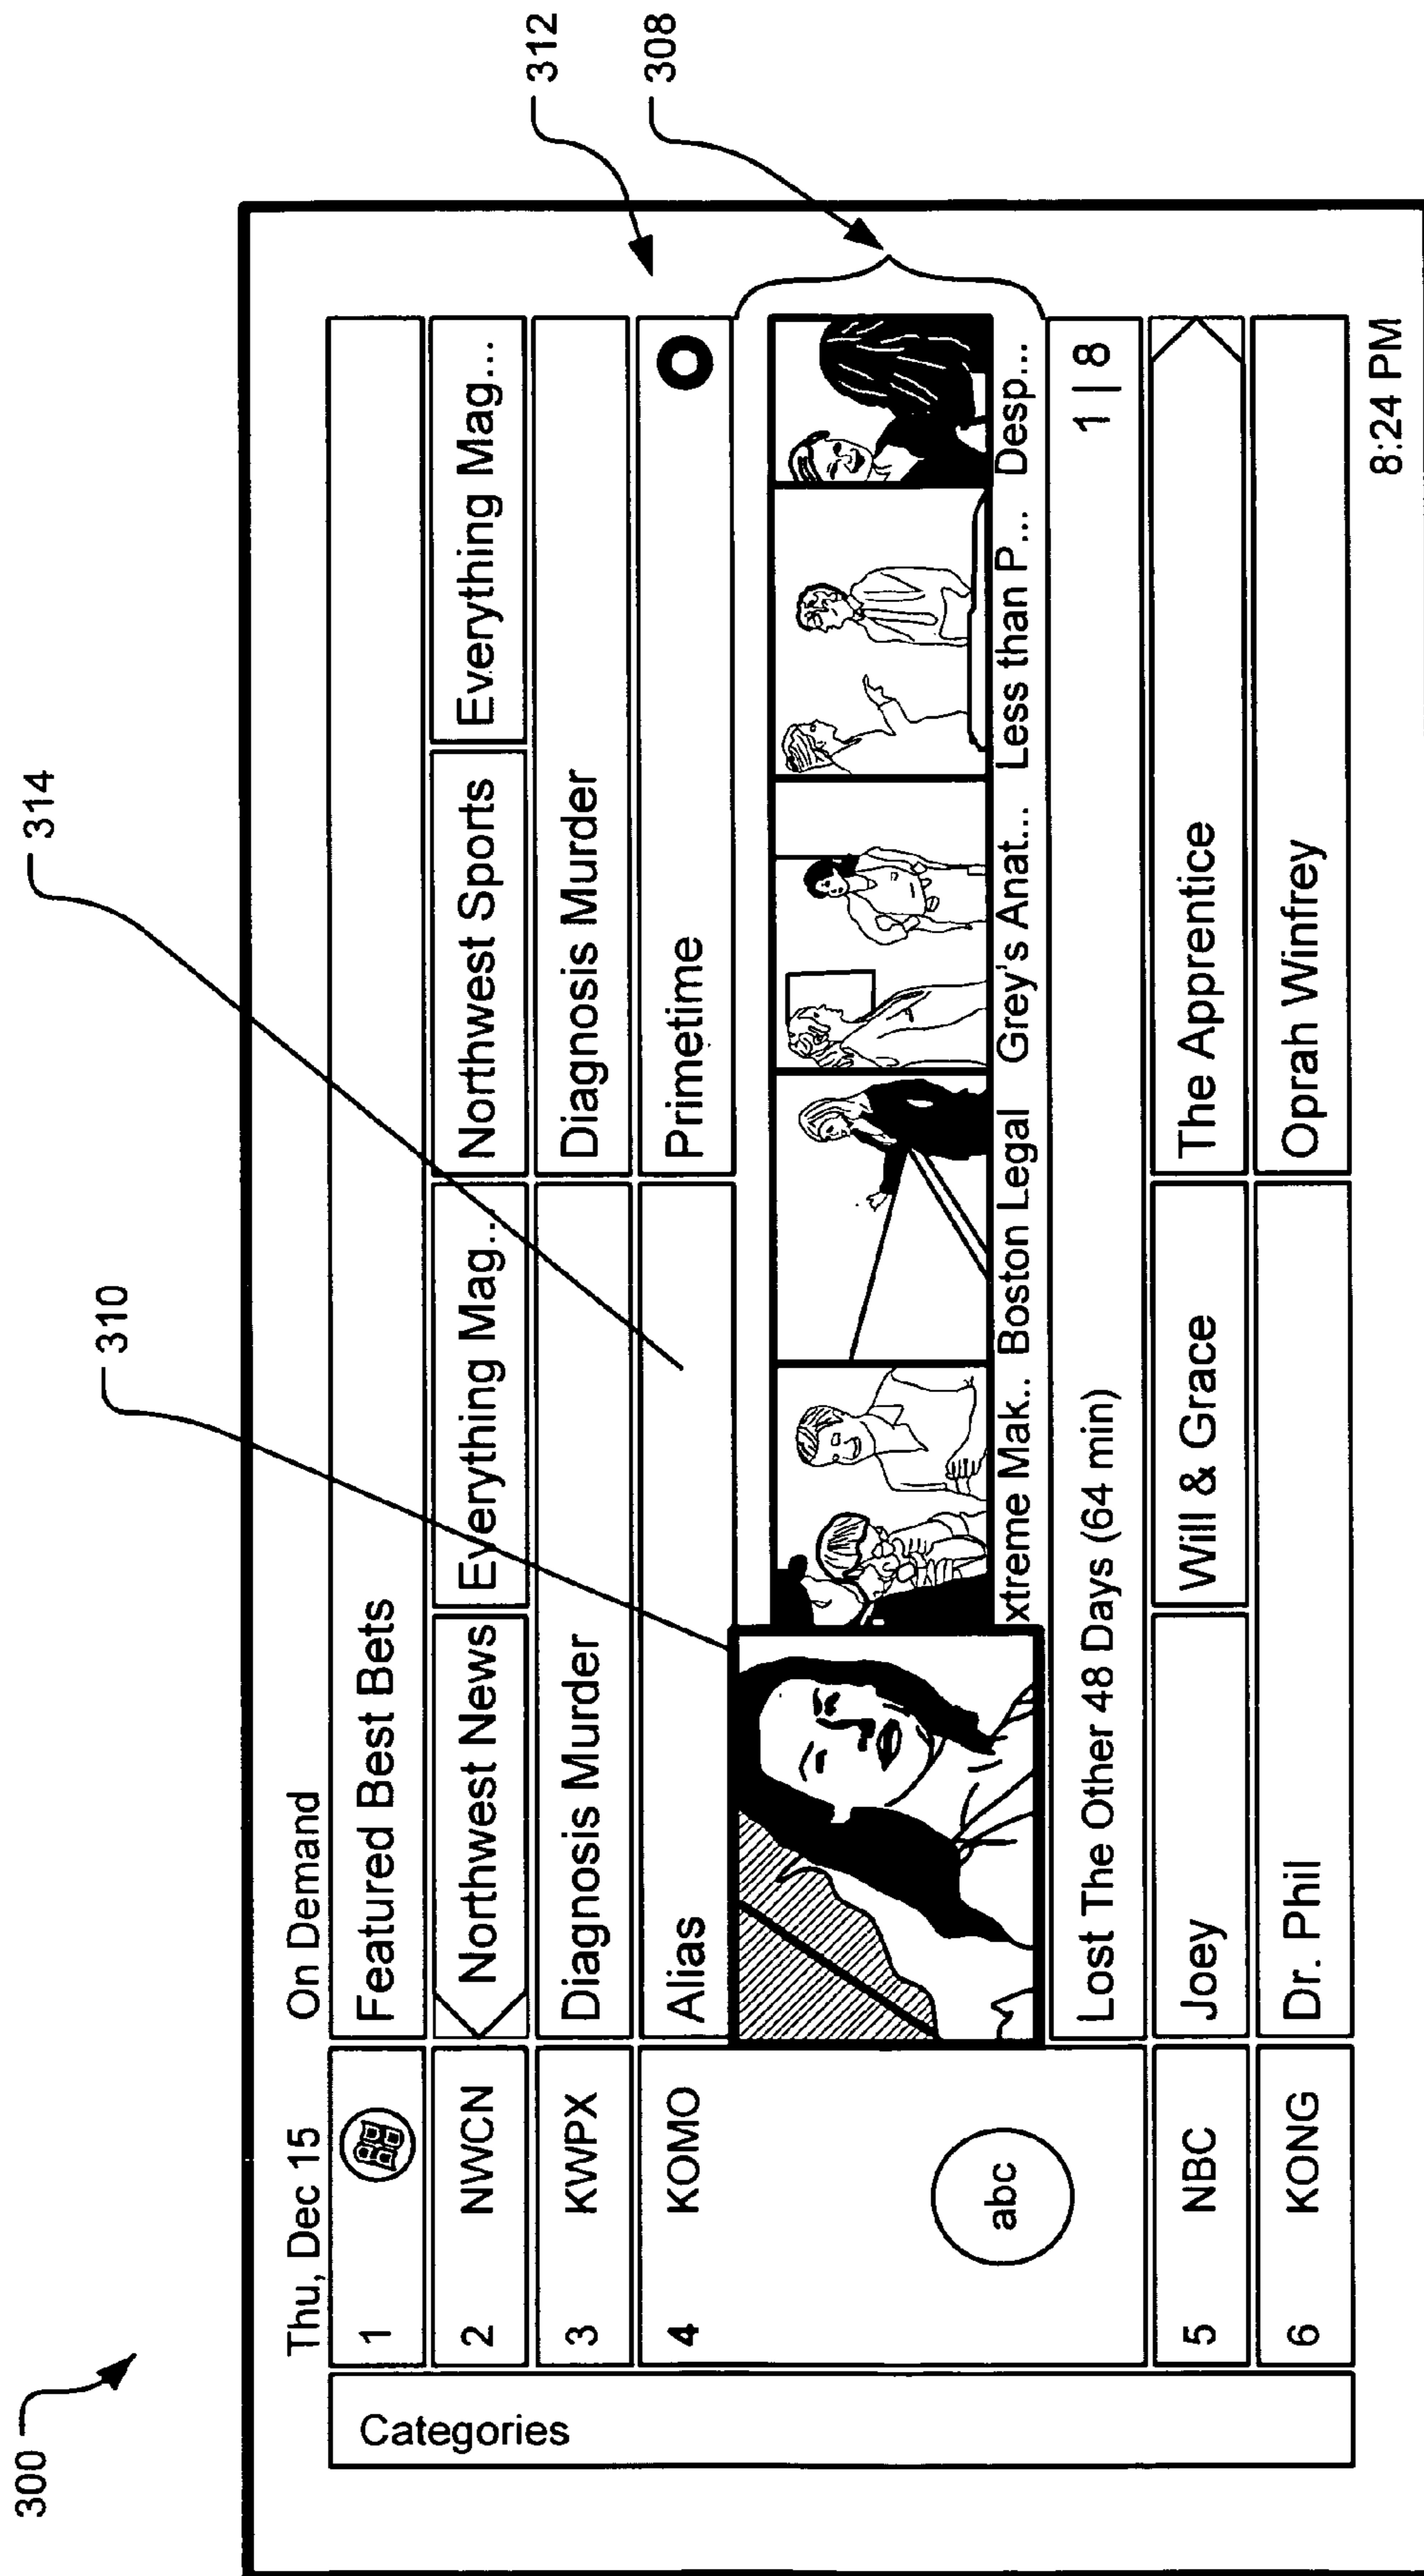 300
310
314
312
308
Thu, Dec 15 On Demand
Categories
1 Featured Best Bets
2 NWCN Northwest News Everything Mag... Northwest Sports Everything Mag...
3 KWPX Diagnosis Murder Diagnosis Murder
4 KOMO Alias Primetime
abc
xtreme Mak.. Boston Legal Grey's Anat... Less than P... Desp...
Lost The Other 48 Days (64 min) 1 | 8
5 NBC Joey Will & Grace The Apprentice
6 KONG Dr. Phil Oprah Winfrey
8:24 PM